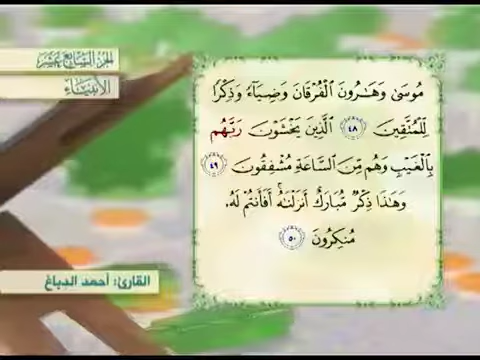 الجزء السابع عشر
الأنبياء
مُوسَىٰ وَهَـٰرُونَ ٱلْفُرْقَانَ وَضِيَآءً وَذِكْرًا
لِّلْمُتَّقِينَ ٤٨ ٱلَّذِينَ يَخْشَوْنَ رَبَّهُم
بِٱلْغَيْبِ وَهُم مِّنَ ٱلسَّاعَةِ مُشْفِقُونَ ٤٩
وَهَـٰذَا ذِكْرٌ مُّبَارَكٌ أَنزَلْنَـٰهُ ۚ أَفَأَنتُمْ لَهُۥ
مُنكِرُونَ ٥٠
القارئ: أحمد الدباغ